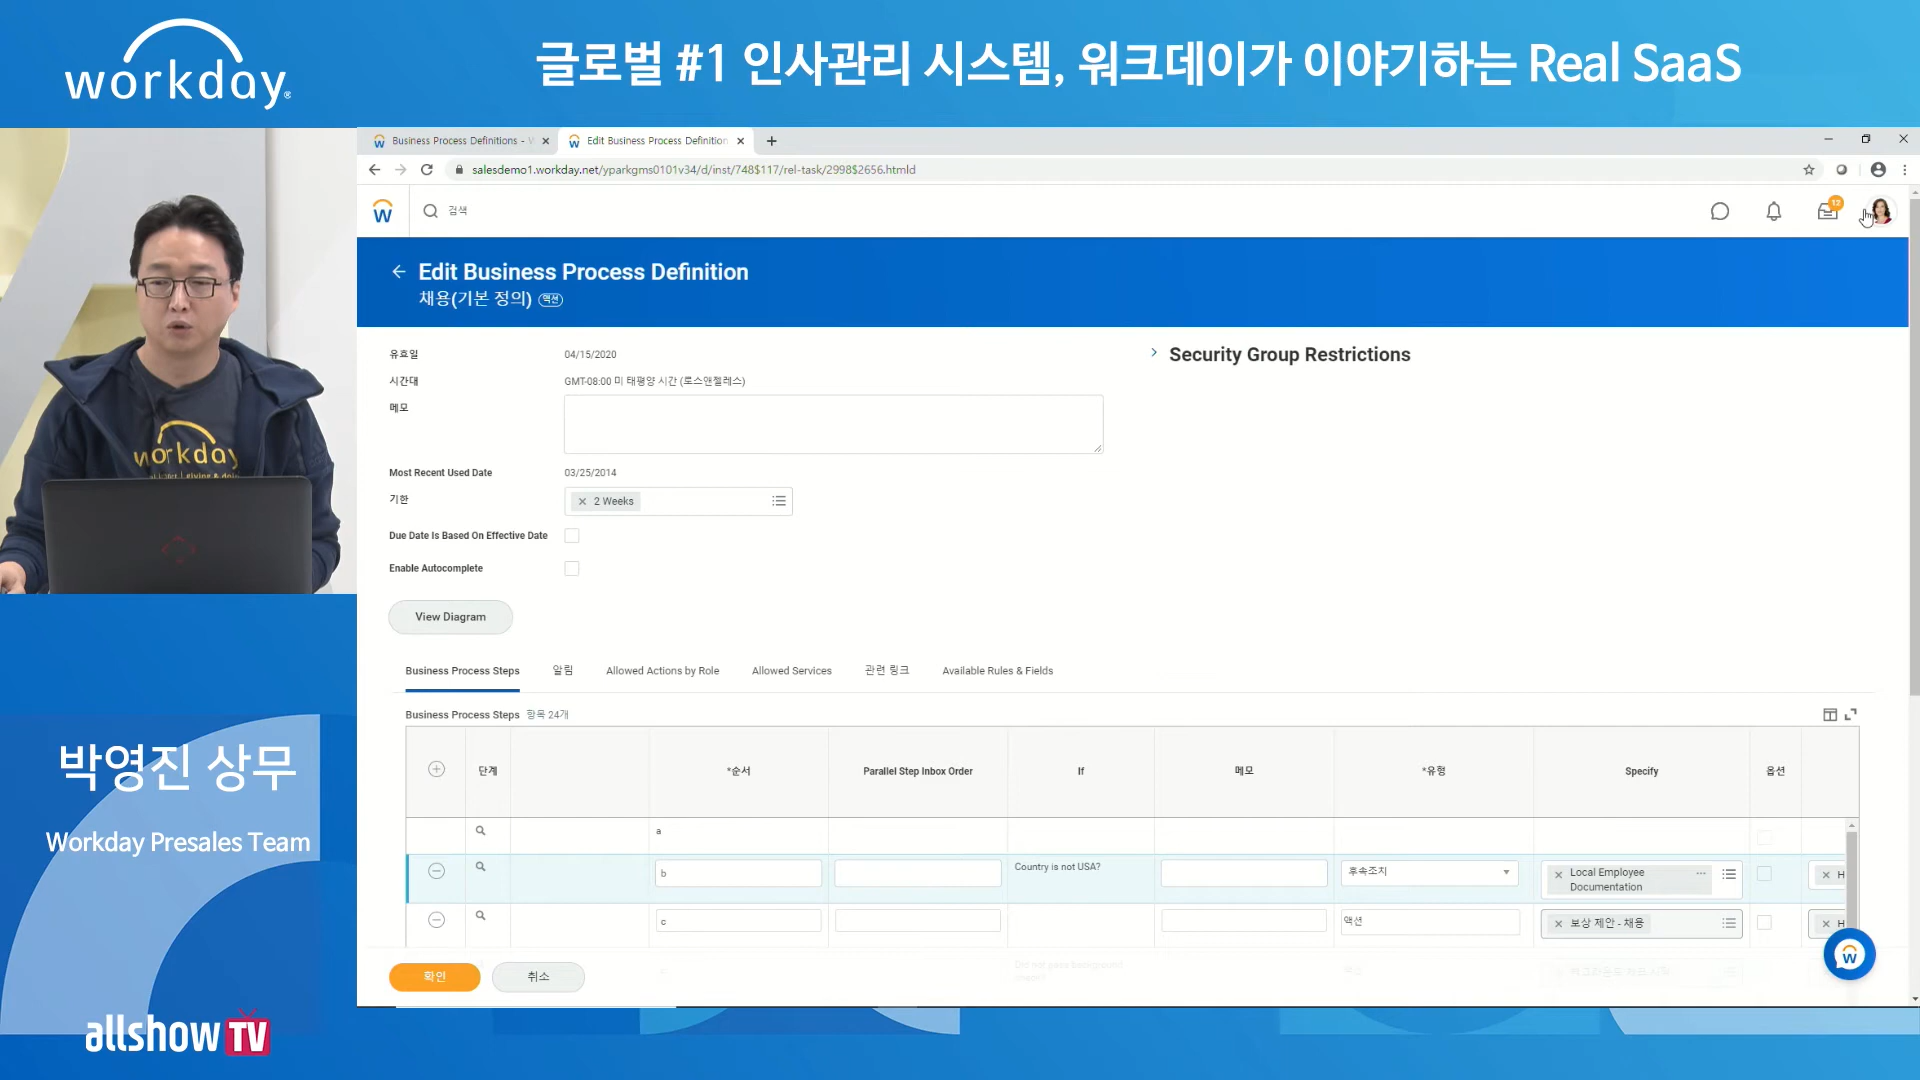 workday®
글로벌 #1 인사관리 시스템, 워크데이가 이야기하는 Real SaaS
Business Process Definitions -
Edit Business Process Definition
salesdemo1.workday.net/yparkgms0101v34/d/inst/748$117/rel-task/2998$2656.htmld
W
검색
12
Edit Business Process Definition
채용(기본 정의) 액션
유효일 04/15/2020
시간대 GMT-08:00 미 태평양 시간 (로스앤젤레스)
메모
Most Recent Used Date 03/25/2014
기한 2 Weeks
Due Date Is Based On Effective Date
Enable Autocomplete
Security Group Restrictions
View Diagram
Business Process Steps 알림 Allowed Actions by Role Allowed Services 관련 링크 Available Rules & Fields
Business Process Steps 항목 24개
단계 *순서 Parallel Step Inbox Order If 메모 *유형 Specify 옵션
a
b Country is not USA? 후속조치 Local Employee Documentation H
c 액션 보상 제안 - 채용 H
확인 취소
workday
박영진 상무
Workday Presales Team
allshow TV